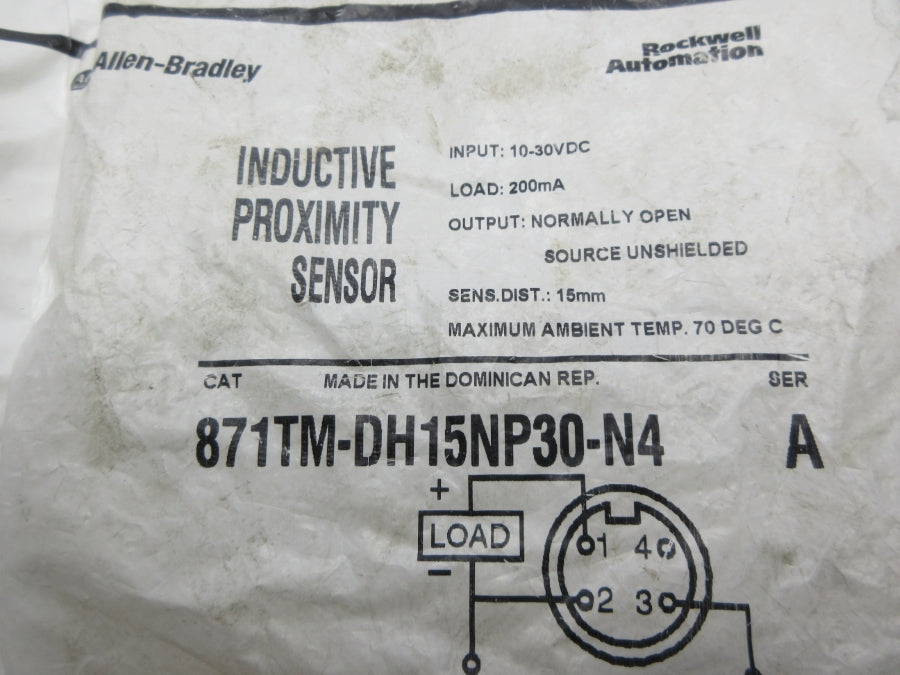 Allen-Bradley
Rockwell
Automation
INDUCTIVE
PROXIMITY
SENSOR
INPUT: 10-30VDC
LOAD: 200mA
OUTPUT: NORMALLY OPEN
SOURCE UNSHIELDED
SENS.DIST.: 15mm
MAXIMUM AMBIENT TEMP. 70 DEG C
CAT MADE IN THE DOMINICAN REP. SER
871TM-DH15NP30-N4 A
+
LOAD
−
1 4
2 3